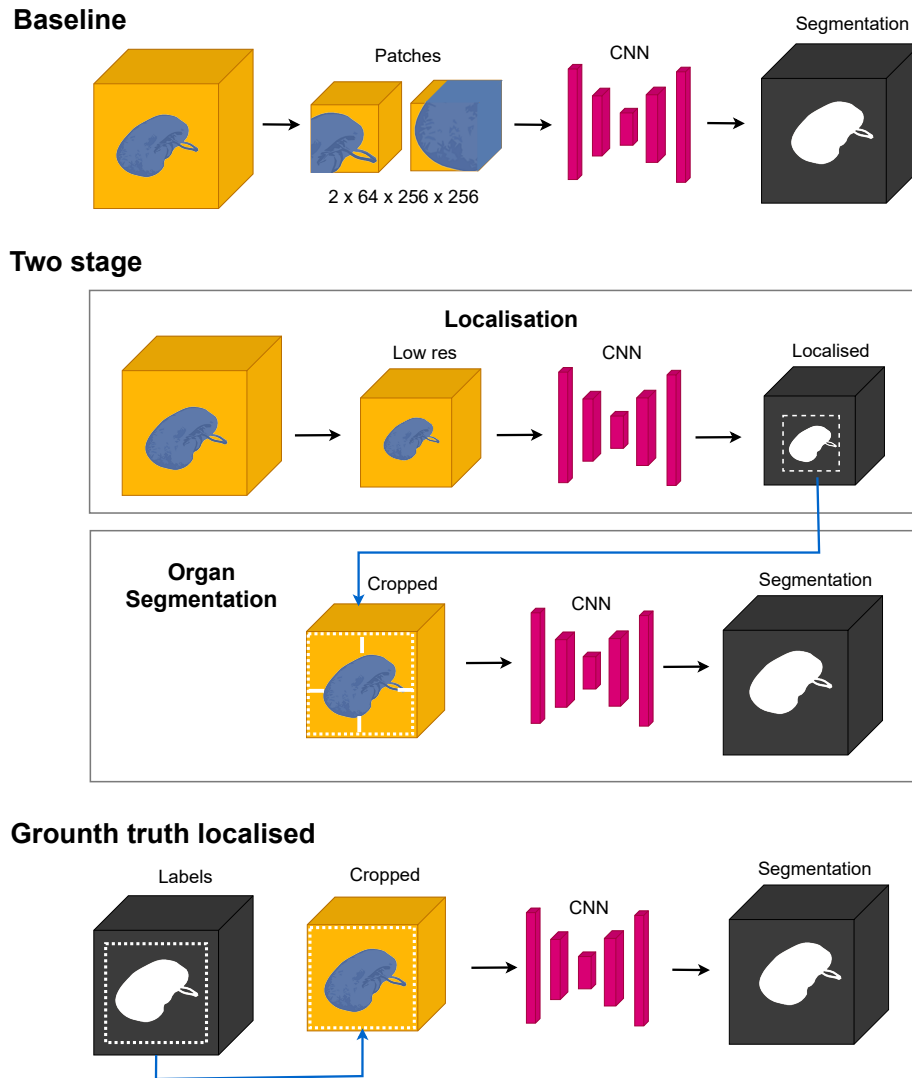 Baseline
Patches
CNN
Segmentation
2 x 64 x 256 x 256
Two stage
Localisation
Low res
CNN
Localised
Organ
Segmentation
Cropped
CNN
Segmentation
Grounth truth localised
Labels
Cropped
CNN
Segmentation